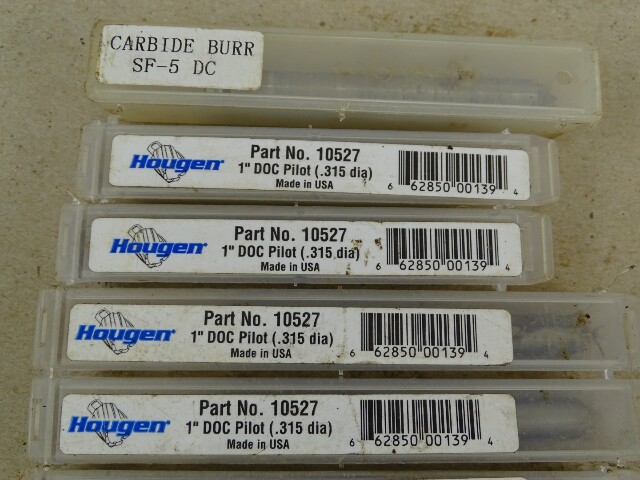 CARBIDE BURR
SF-5 DC
Hougen
Part No. 10527
1" DOC Pilot (.315 dia)
Made in USA
6 62850 00139 4
Hougen
Part No. 10527
1" DOC Pilot (.315 dia)
Made in USA
6 62850 00139 4
Hougen
Part No. 10527
1" DOC Pilot (.315 dia)
Made in USA
6 62850 00139 4
Hougen
Part No. 10527
1" DOC Pilot (.315 dia)
Made in USA
6 62850 00139 4